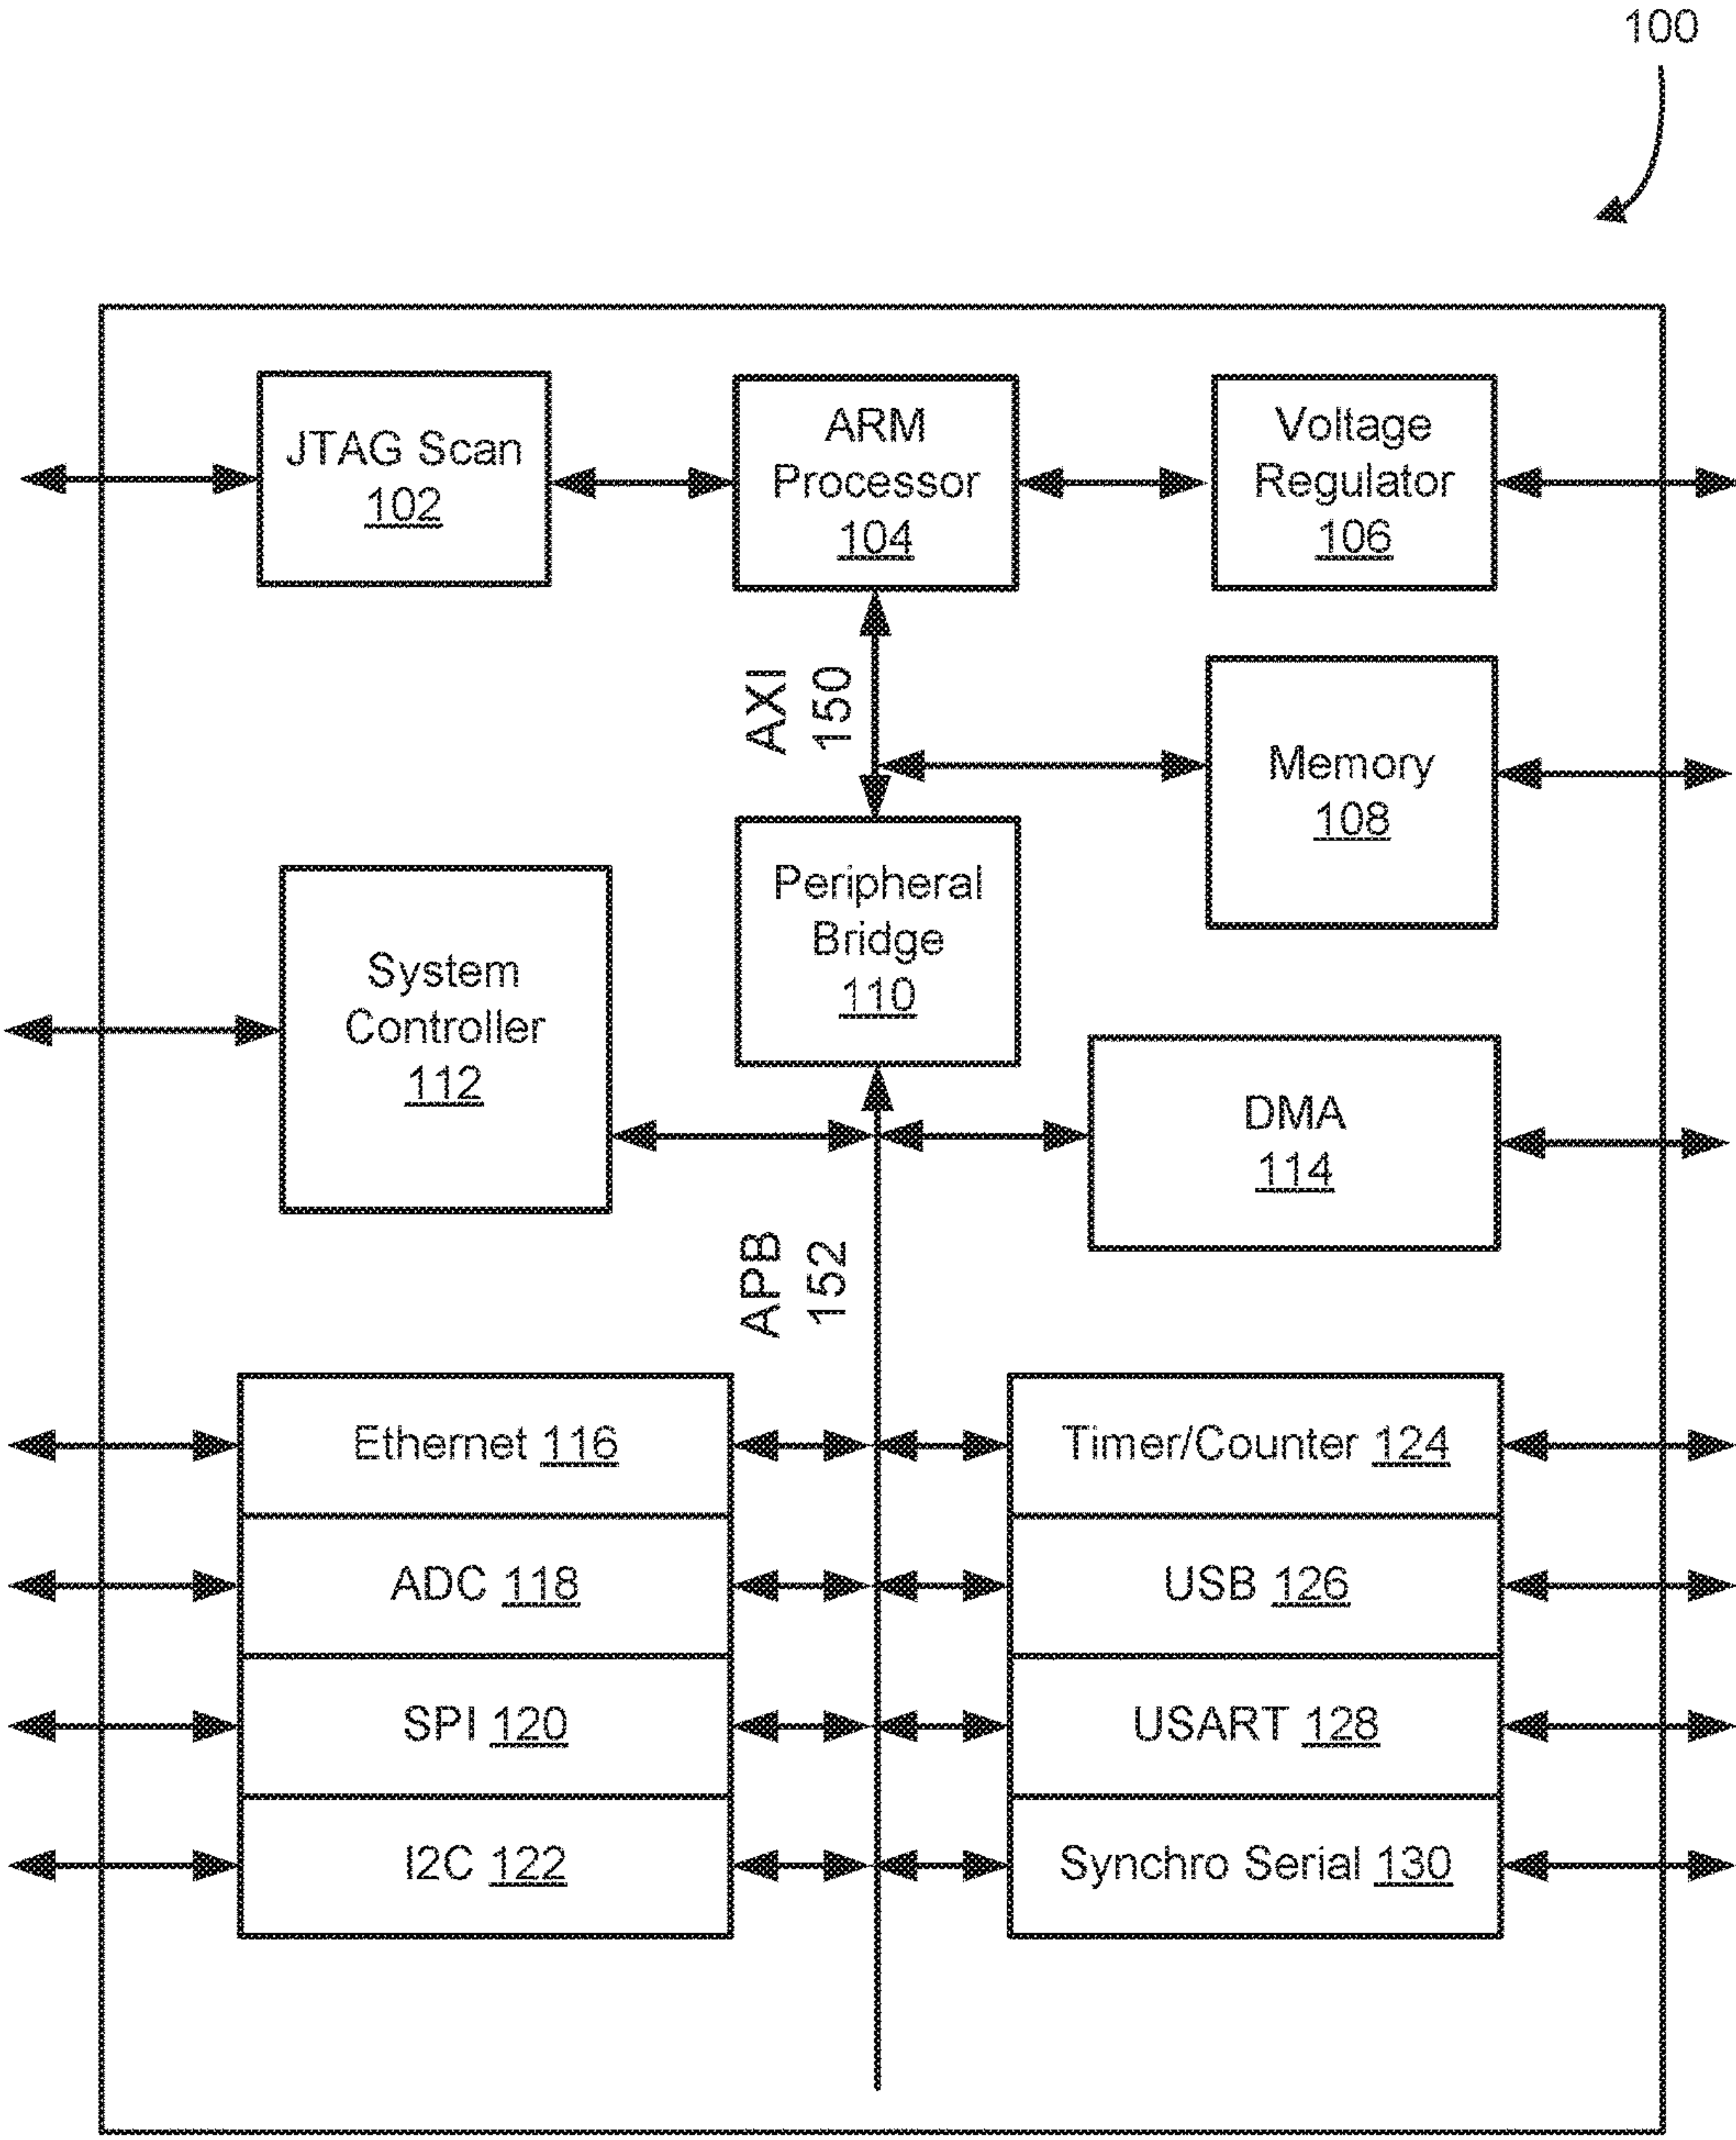 100
JTAG Scan
102
ARM
Processor
104
Voltage
Regulator
106
AXI
150
Memory
108
Peripheral
Bridge
110
System
Controller
112
DMA
114
APB
152
Ethernet 116
Timer/Counter 124
ADC 118
USB 126
SPI 120
USART 128
I2C 122
Synchro Serial 130